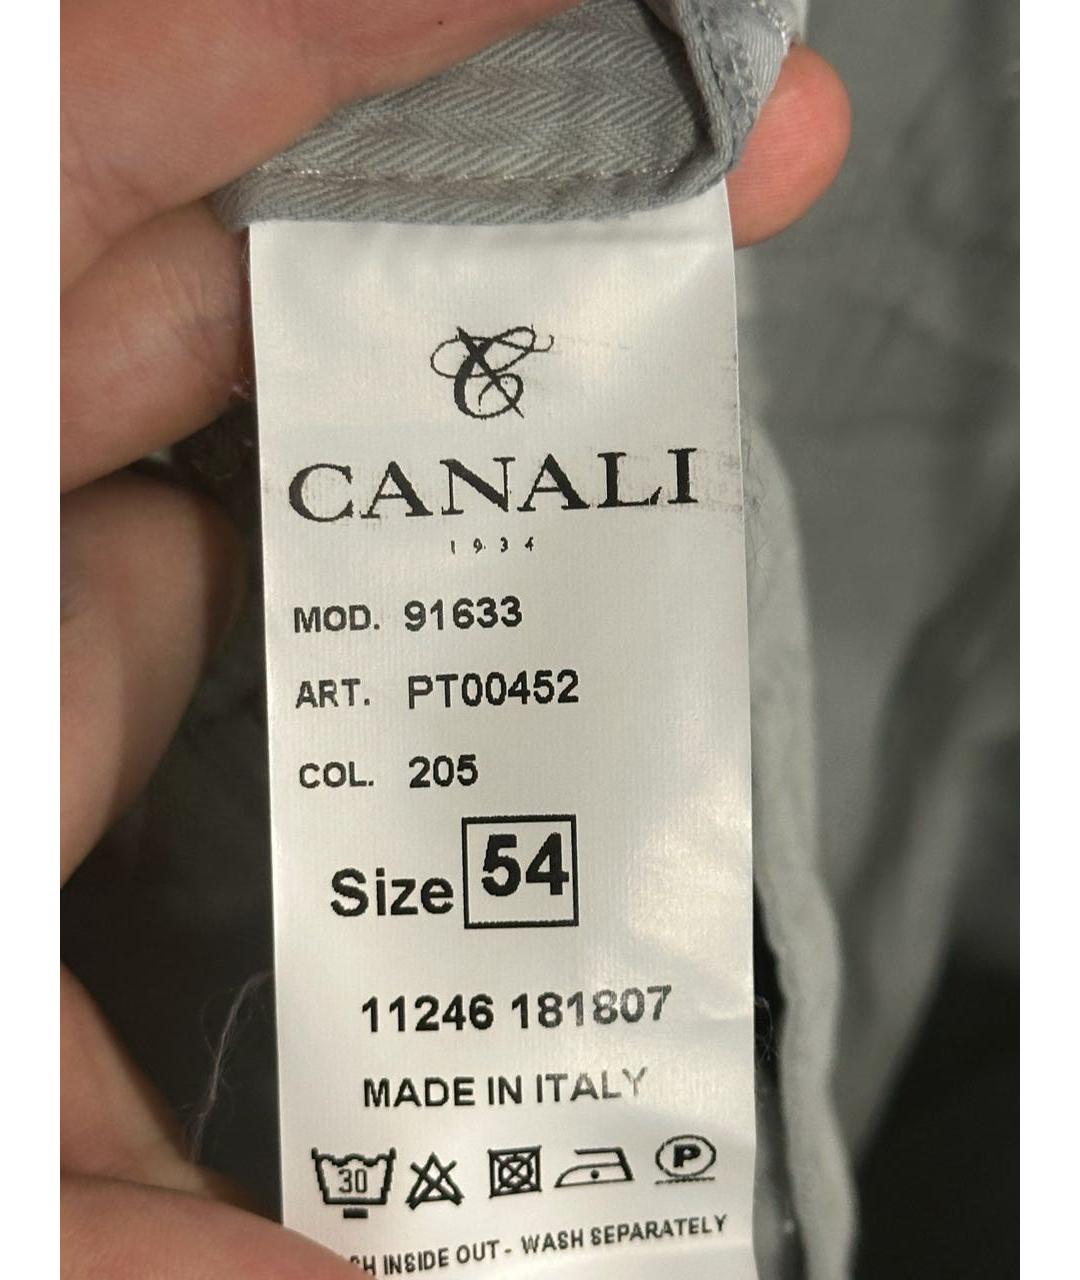 CANALI
1934
MOD. 91633
ART. PT00452
COL. 205
Size 54
11246 181807
MADE IN ITALY
30 P
INSIDE OUT - WASH SEPARATELY